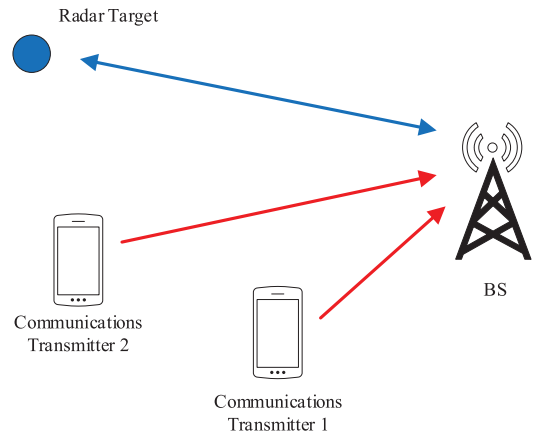 Radar Target
BS
Communications
Transmitter 2
Communications
Transmitter 1